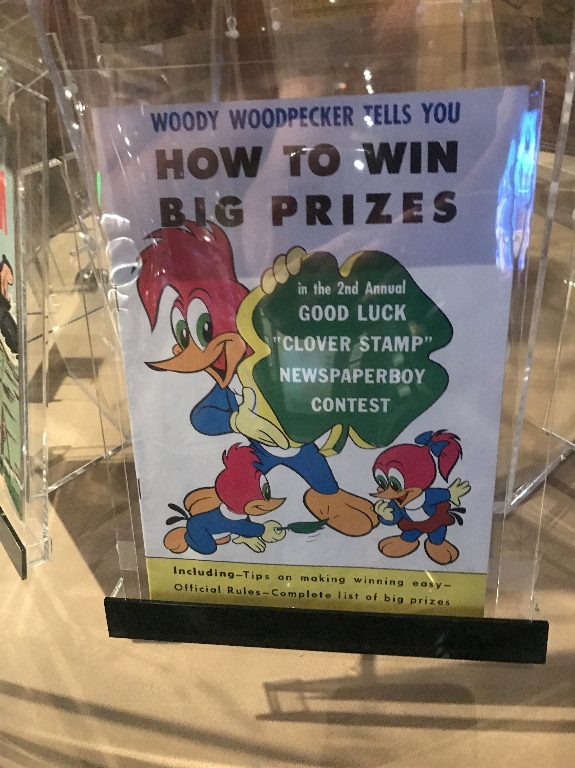 WOODY WOODPECKER TELLS YOU
HOW TO WIN
BIG PRIZES
in the 2nd Annual
GOOD LUCK
"CLOVER STAMP"
NEWSPAPERBOY
CONTEST
Including—Tips on making winning easy—
Official Rules—Complete list of big prizes